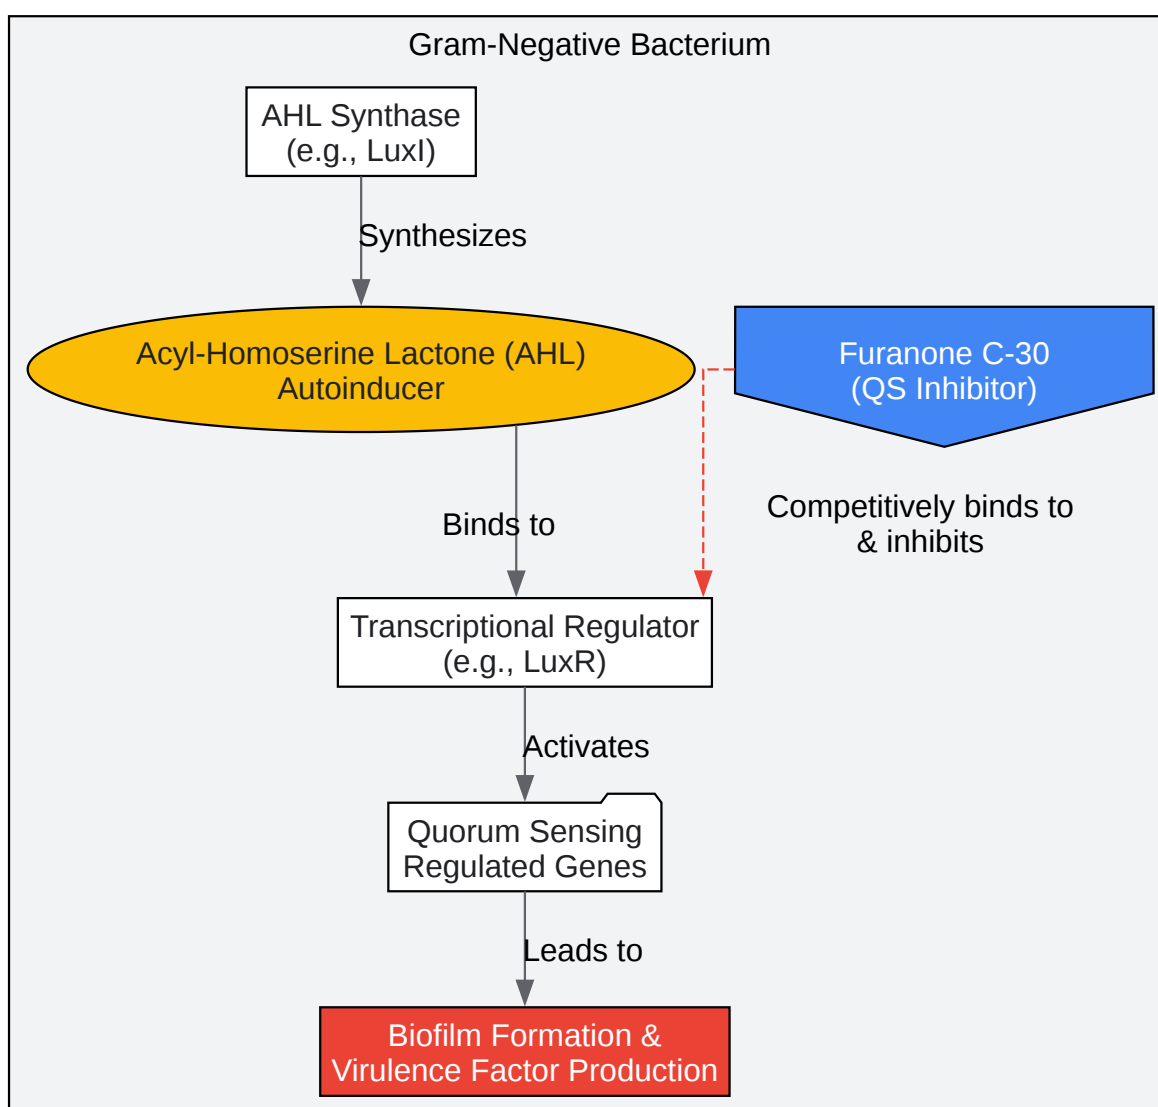 Gram-Negative Bacterium
AHL Synthase
(e.g., LuxI)
Synthesizes
Acyl-Homoserine Lactone (AHL)
Autoinducer
Furanone C-30
(QS Inhibitor)
Binds to
Competitively binds to
& inhibits
Transcriptional Regulator
(e.g., LuxR)
Activates
Quorum Sensing
Regulated Genes
Leads to
Biofilm Formation &
Virulence Factor Production